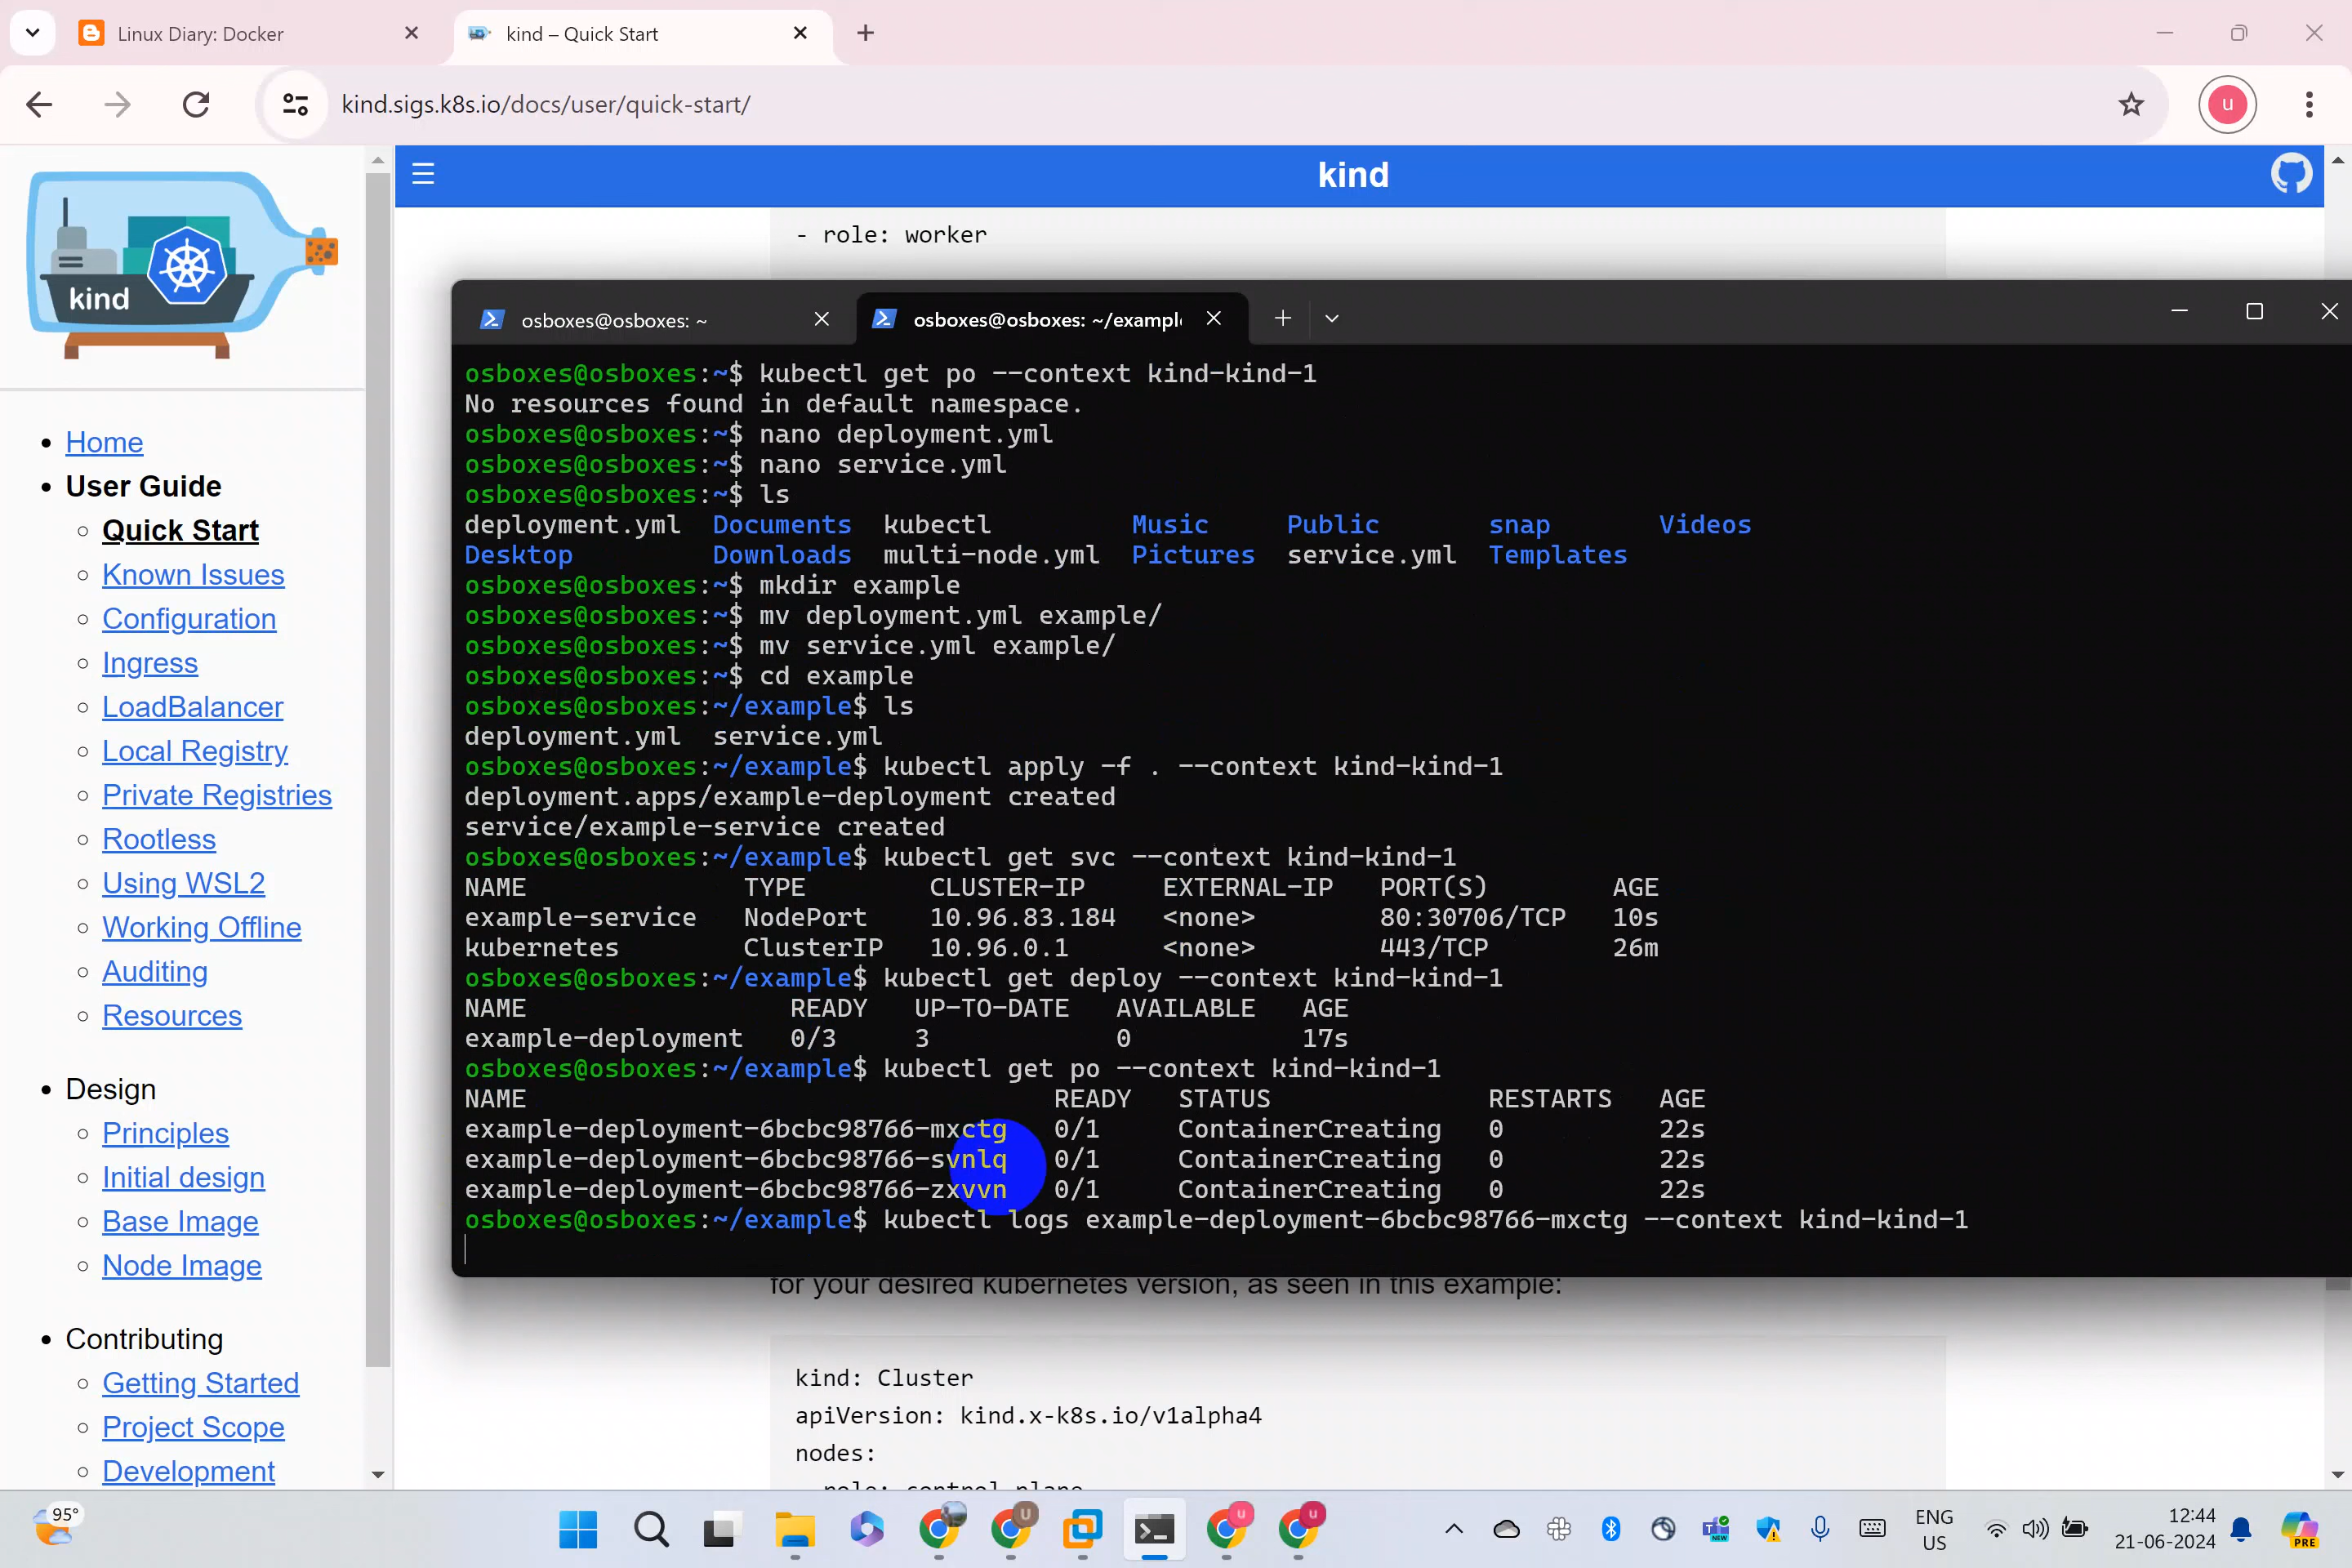 Linux Diary: Docker
kind – Quick Start
kind.sigs.k8s.io/docs/user/quick-start/
u
kind
kind
- role: worker
Home
User Guide
Quick Start
Known Issues
Configuration
Ingress
LoadBalancer
Local Registry
Private Registries
Rootless
Using WSL2
Working Offline
Auditing
Resources
Design
Principles
Initial design
Base Image
Node Image
Contributing
Getting Started
Project Scope
Development
osboxes@osboxes: ~
osboxes@osboxes: ~/exampl
osboxes@osboxes:~$ kubectl get po --context kind-kind-1
No resources found in default namespace.
osboxes@osboxes:~$ nano deployment.yml
osboxes@osboxes:~$ nano service.yml
osboxes@osboxes:~$ ls
deployment.yml Documents kubectl Music Public snap Videos
Desktop Downloads multi-node.yml Pictures service.yml Templates
osboxes@osboxes:~$ mkdir example
osboxes@osboxes:~$ mv deployment.yml example/
osboxes@osboxes:~$ mv service.yml example/
osboxes@osboxes:~$ cd example
osboxes@osboxes:~/example$ ls
deployment.yml service.yml
osboxes@osboxes:~/example$ kubectl apply -f . --context kind-kind-1
deployment.apps/example-deployment created
service/example-service created
osboxes@osboxes:~/example$ kubectl get svc --context kind-kind-1
NAME TYPE CLUSTER-IP EXTERNAL-IP PORT(S) AGE
example-service NodePort 10.96.83.184 <none> 80:30706/TCP 10s
kubernetes ClusterIP 10.96.0.1 <none> 443/TCP 26m
osboxes@osboxes:~/example$ kubectl get deploy --context kind-kind-1
NAME READY UP-TO-DATE AVAILABLE AGE
example-deployment 0/3 3 0 17s
osboxes@osboxes:~/example$ kubectl get po --context kind-kind-1
NAME READY STATUS RESTARTS AGE
example-deployment-6bcbc98766-mxctg 0/1 ContainerCreating 0 22s
example-deployment-6bcbc98766-svnlq 0/1 ContainerCreating 0 22s
example-deployment-6bcbc98766-zxvvn 0/1 ContainerCreating 0 22s
osboxes@osboxes:~/example$ kubectl logs example-deployment-6bcbc98766-mxctg --context kind-kind-1
for your desired kubernetes version, as seen in this example:
kind: Cluster
apiVersion: kind.x-k8s.io/v1alpha4
nodes:
role: control-plane
95°
U
u
u
NEW
ENG
US
12:44
21-06-2024
PRE